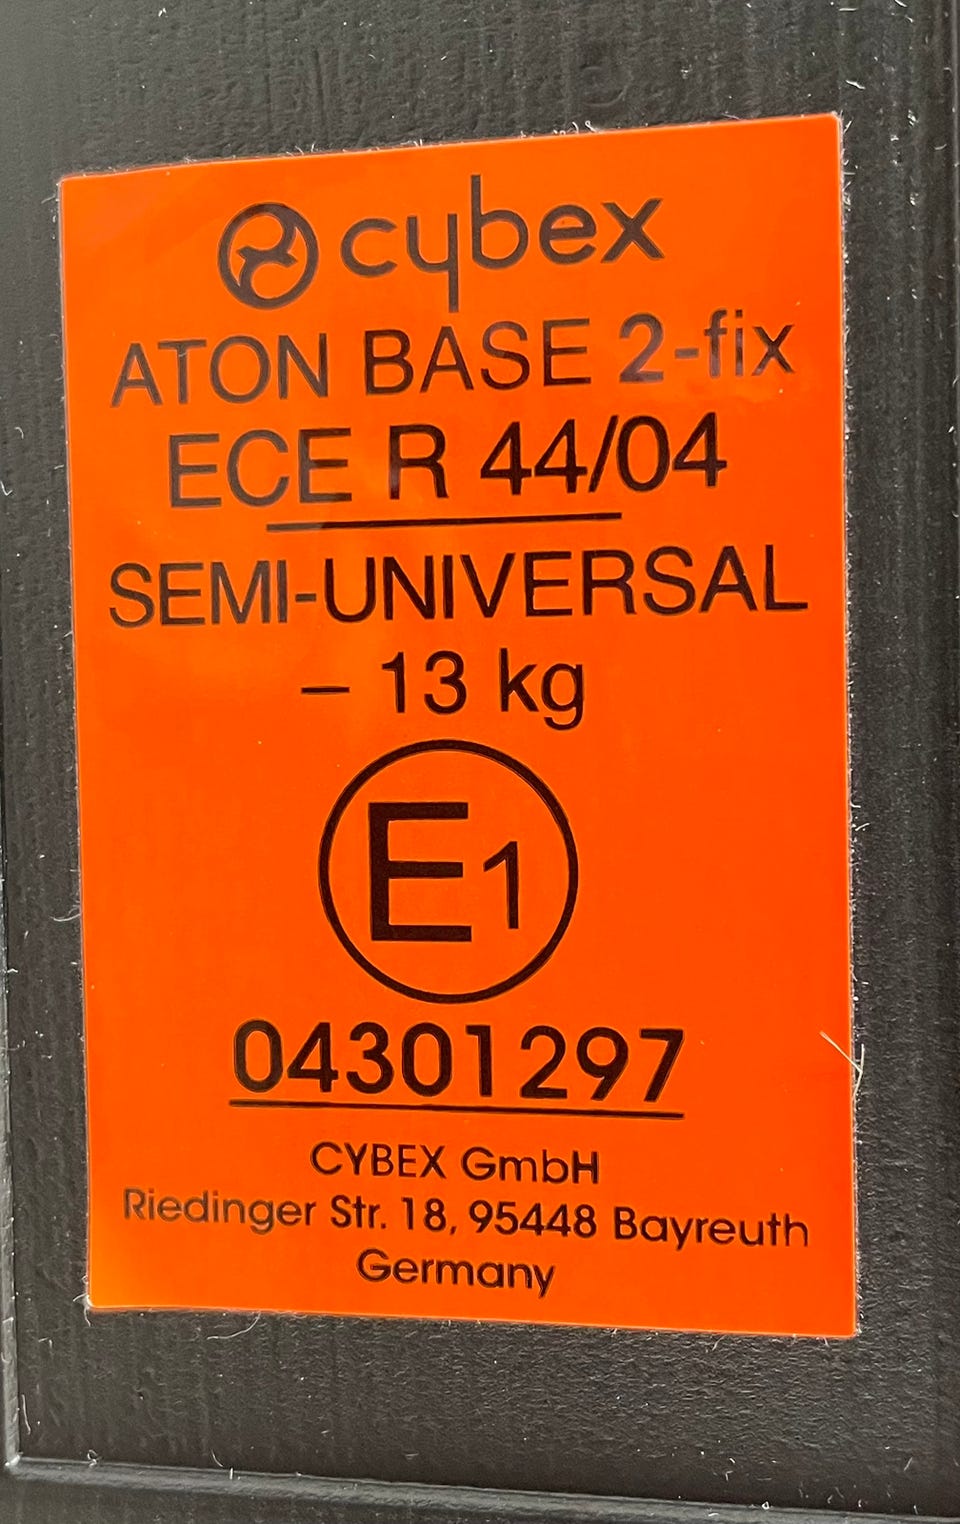 cybex
ATON BASE 2-fix
ECE R 44/04
SEMI-UNIVERSAL
– 13 kg
E1
04301297
CYBEX GmbH
Riedinger Str. 18, 95448 Bayreuth
Germany